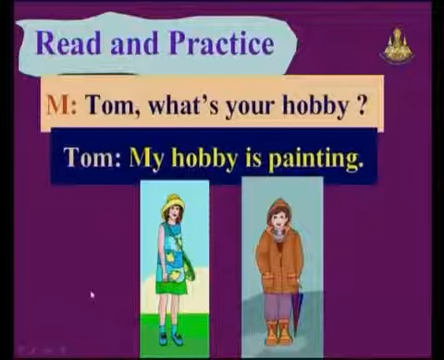 Read and Practice
M: Tom, what's your hobby ?
Tom: My hobby is painting.